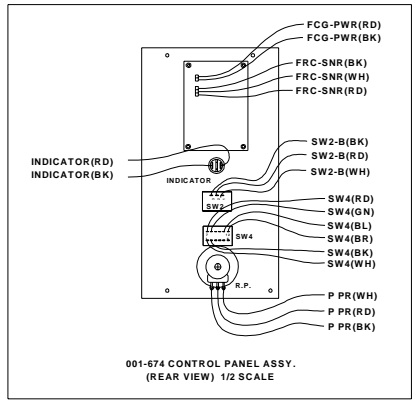 FCG-PWR(RD)
FCG-PWR(BK)
FRC-SNR(BK)
FRC-SNR(WH)
FRC-SNR(RD)
INDICATOR(RD)
INDICATOR(BK)
INDICATOR
SW2-B(BK)
SW2-B(RD)
SW2-B(WH)
SW2
SW4(RD)
SW4(GN)
SW4(BL)
SW4(BR)
SW4(BK)
SW4(WH)
SW4
R.P.
P PR(WH)
P PR(RD)
P PR(BK)
001-674 CONTROL PANEL ASSY.
(REAR VIEW) 1/2 SCALE